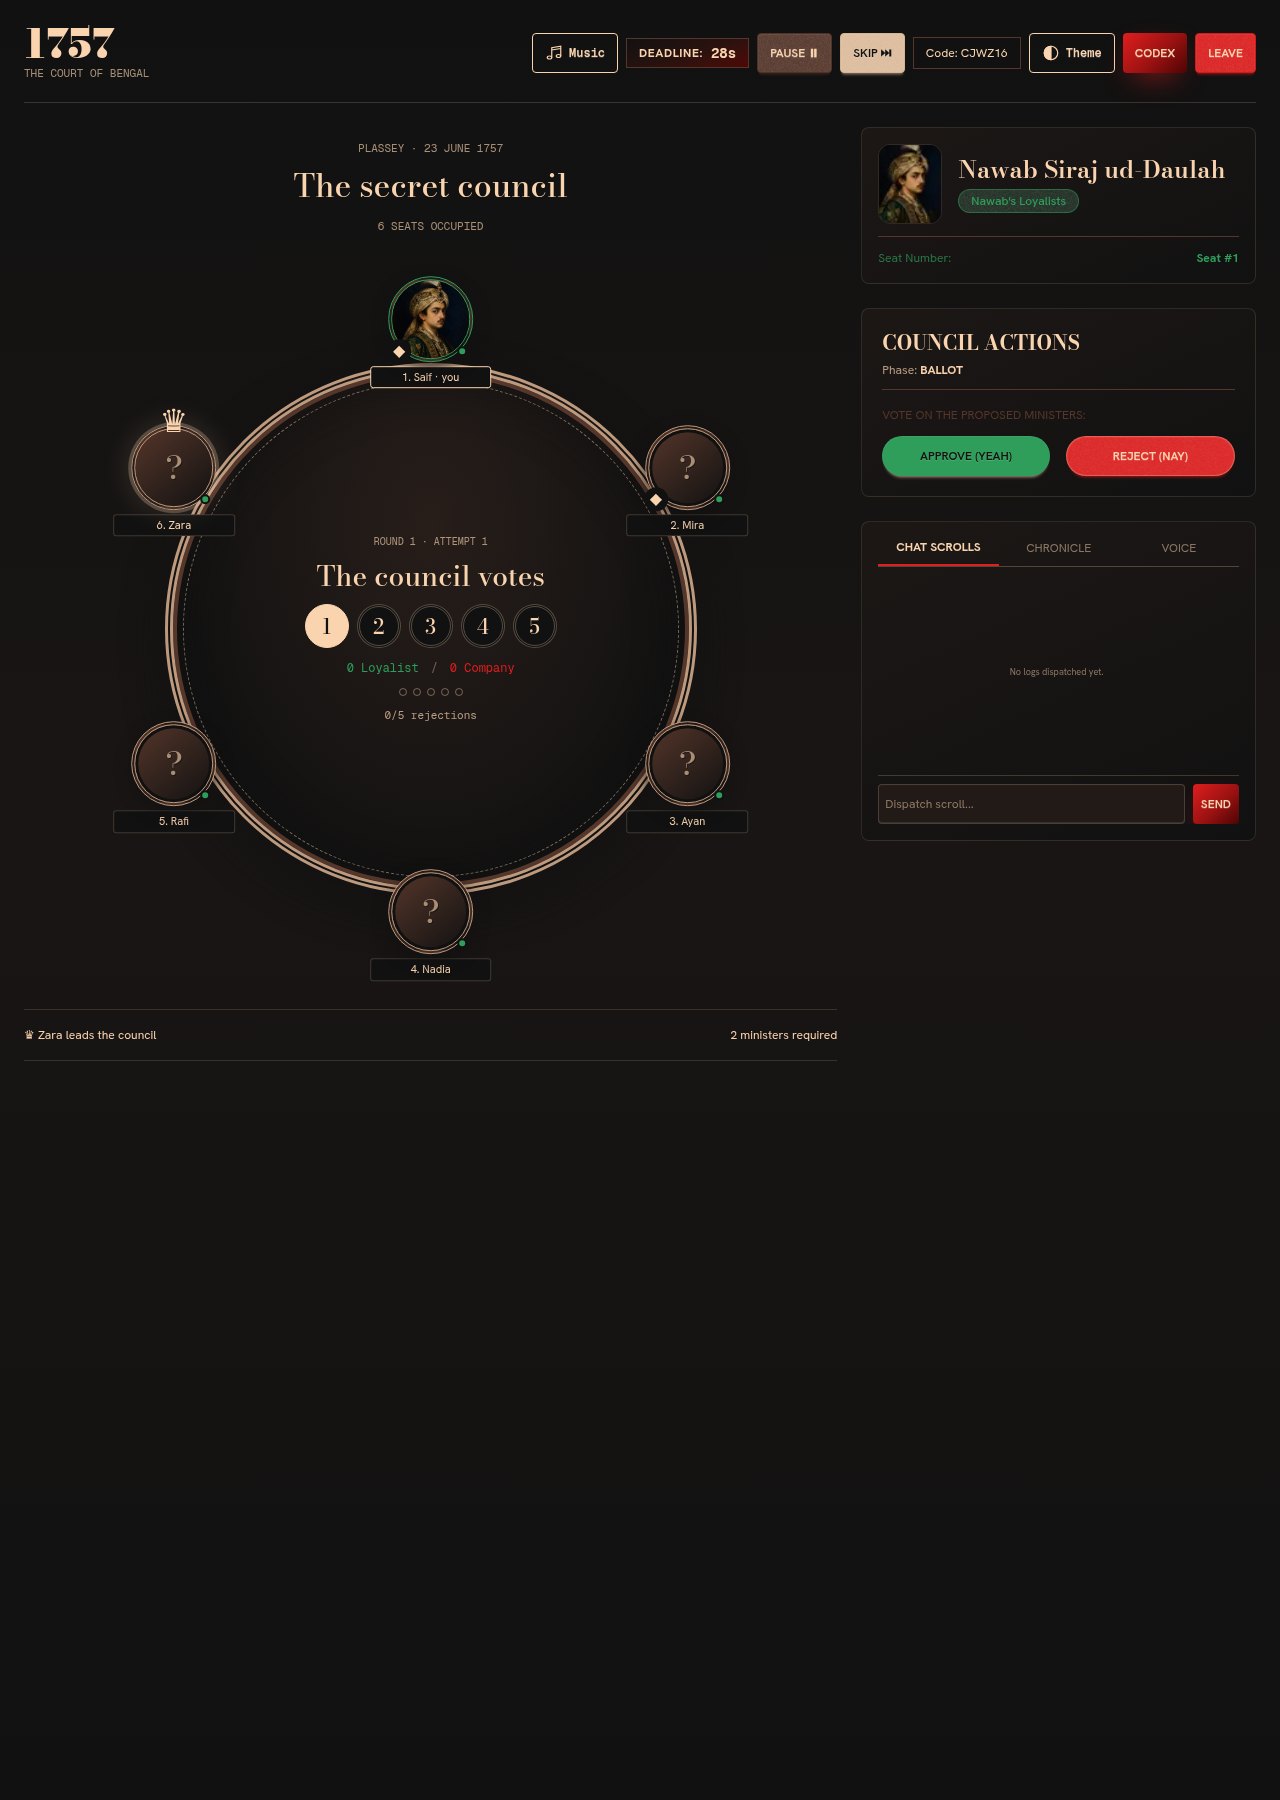 1757
THE COURT OF BENGAL
Music
DEADLINE: 28s
PAUSE ⏸
SKIP ⏭
Code: CJWZ16
Theme
CODEX
LEAVE
PLASSEY · 23 JUNE 1757
The secret council
6 SEATS OCCUPIED
1. Saif · you
? 
6. Zara
?
2. Mira
ROUND 1 · ATTEMPT 1
The council votes
1 2 3 4 5
0 Loyalist / 0 Company
0/5 rejections
?
5. Rafi
?
3. Ayan
?
4. Nadia
♛ Zara leads the council
2 ministers required
Nawab Siraj ud-Daulah
Nawab's Loyalists
Seat Number: Seat #1
COUNCIL ACTIONS
Phase: BALLOT
VOTE ON THE PROPOSED MINISTERS:
APPROVE (YEAH)
REJECT (NAY)
CHAT SCROLLS
CHRONICLE
VOICE
No logs dispatched yet.
Dispatch scroll...
SEND